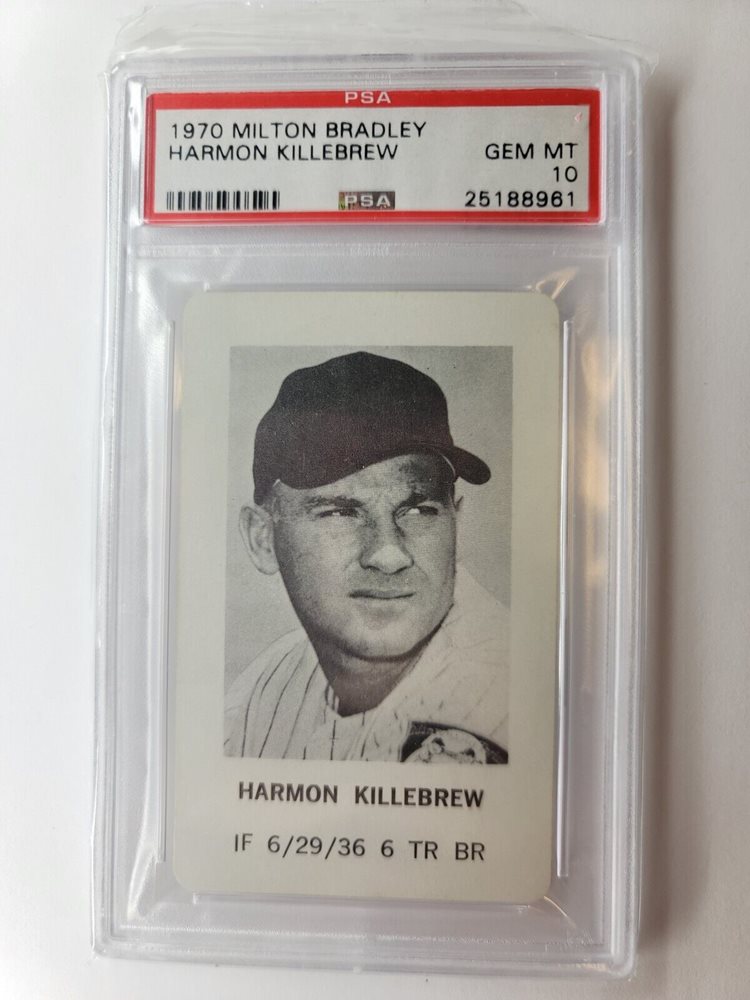 PSA
1970 MILTON BRADLEY
HARMON KILLEBREW GEM MT
10
PSA 25188961
HARMON KILLEBREW
IF 6/29/36 6 TR BR